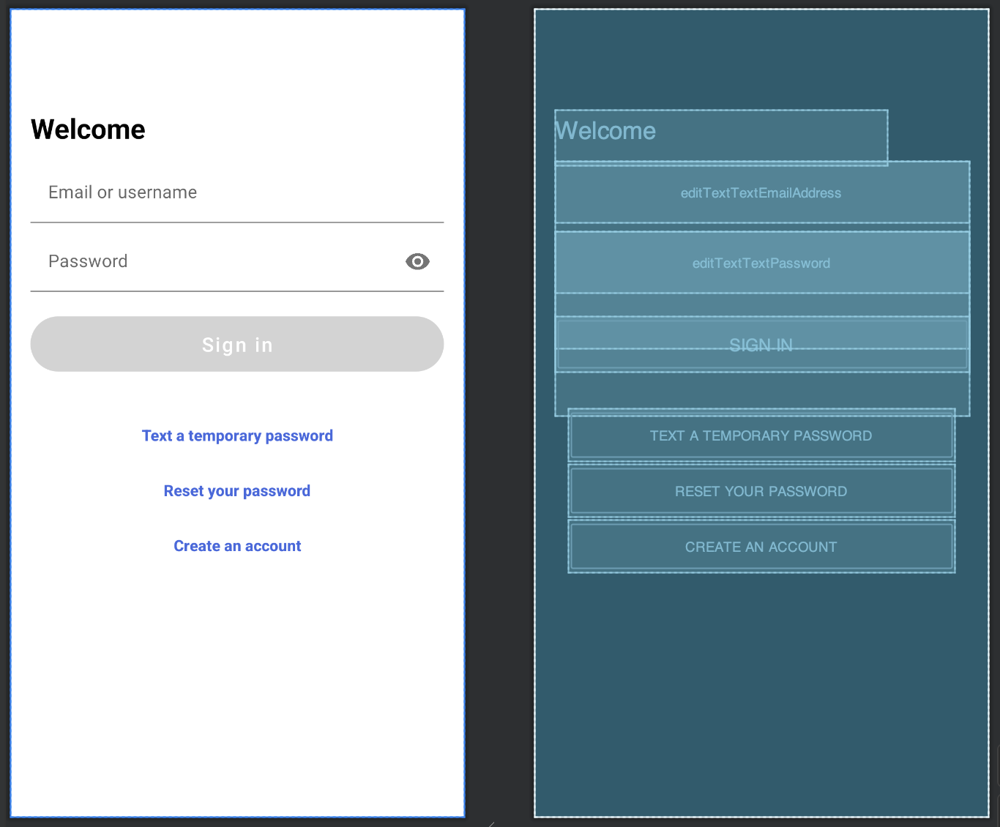 Welcome
Email or username
Password
Sign in
Text a temporary password
Reset your password
Create an account
Welcome
editTextTextEmailAddress
editTextTextPassword
SIGN IN
TEXT A TEMPORARY PASSWORD
RESET YOUR PASSWORD
CREATE AN ACCOUNT